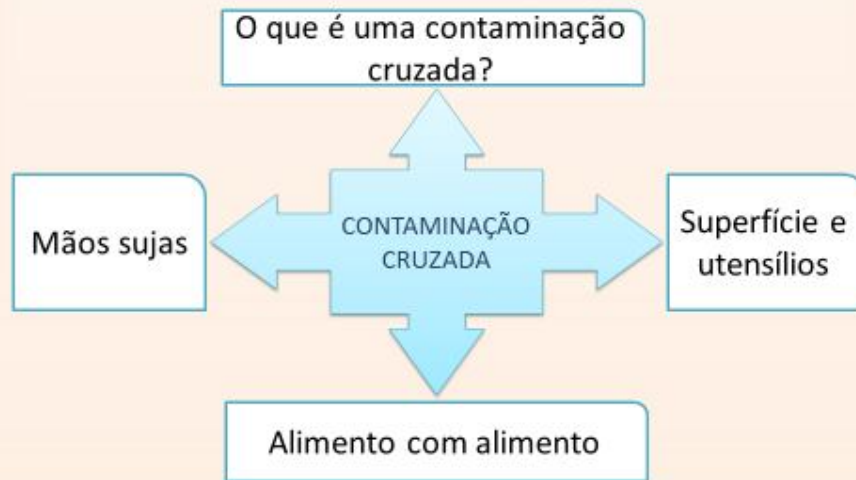 O que é uma contaminação
cruzada?
Mãos sujas
CONTAMINAÇÃO
CRUZADA
Superfície e
utensílios
Alimento com alimento